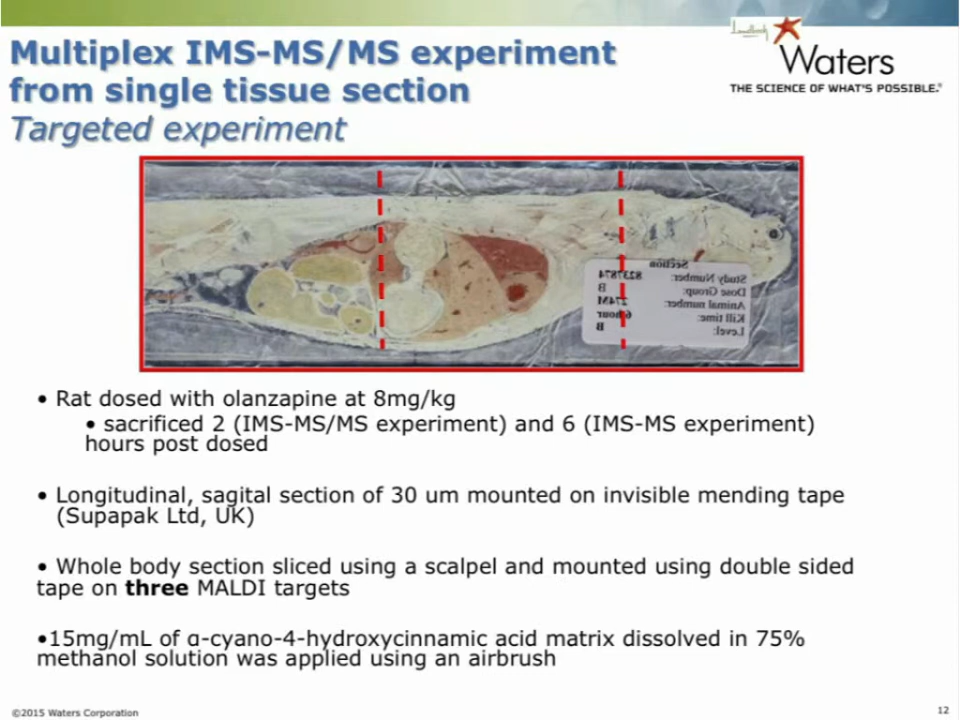 Multiplex IMS-MS/MS experiment
from single tissue section
Targeted experiment
Waters
THE SCIENCE OF WHAT'S POSSIBLE.®
Section
Study Number: 8237874
Dose Group: B
Animal number: 274M
Kill time: 6 hour
Level: B
• Rat dosed with olanzapine at 8mg/kg
• sacrificed 2 (IMS-MS/MS experiment) and 6 (IMS-MS experiment)
hours post dosed
• Longitudinal, sagital section of 30 um mounted on invisible mending tape
(Supapak Ltd, UK)
• Whole body section sliced using a scalpel and mounted using double sided
tape on three MALDI targets
•15mg/mL of α-cyano-4-hydroxycinnamic acid matrix dissolved in 75%
methanol solution was applied using an airbrush
©2015 Waters Corporation
12